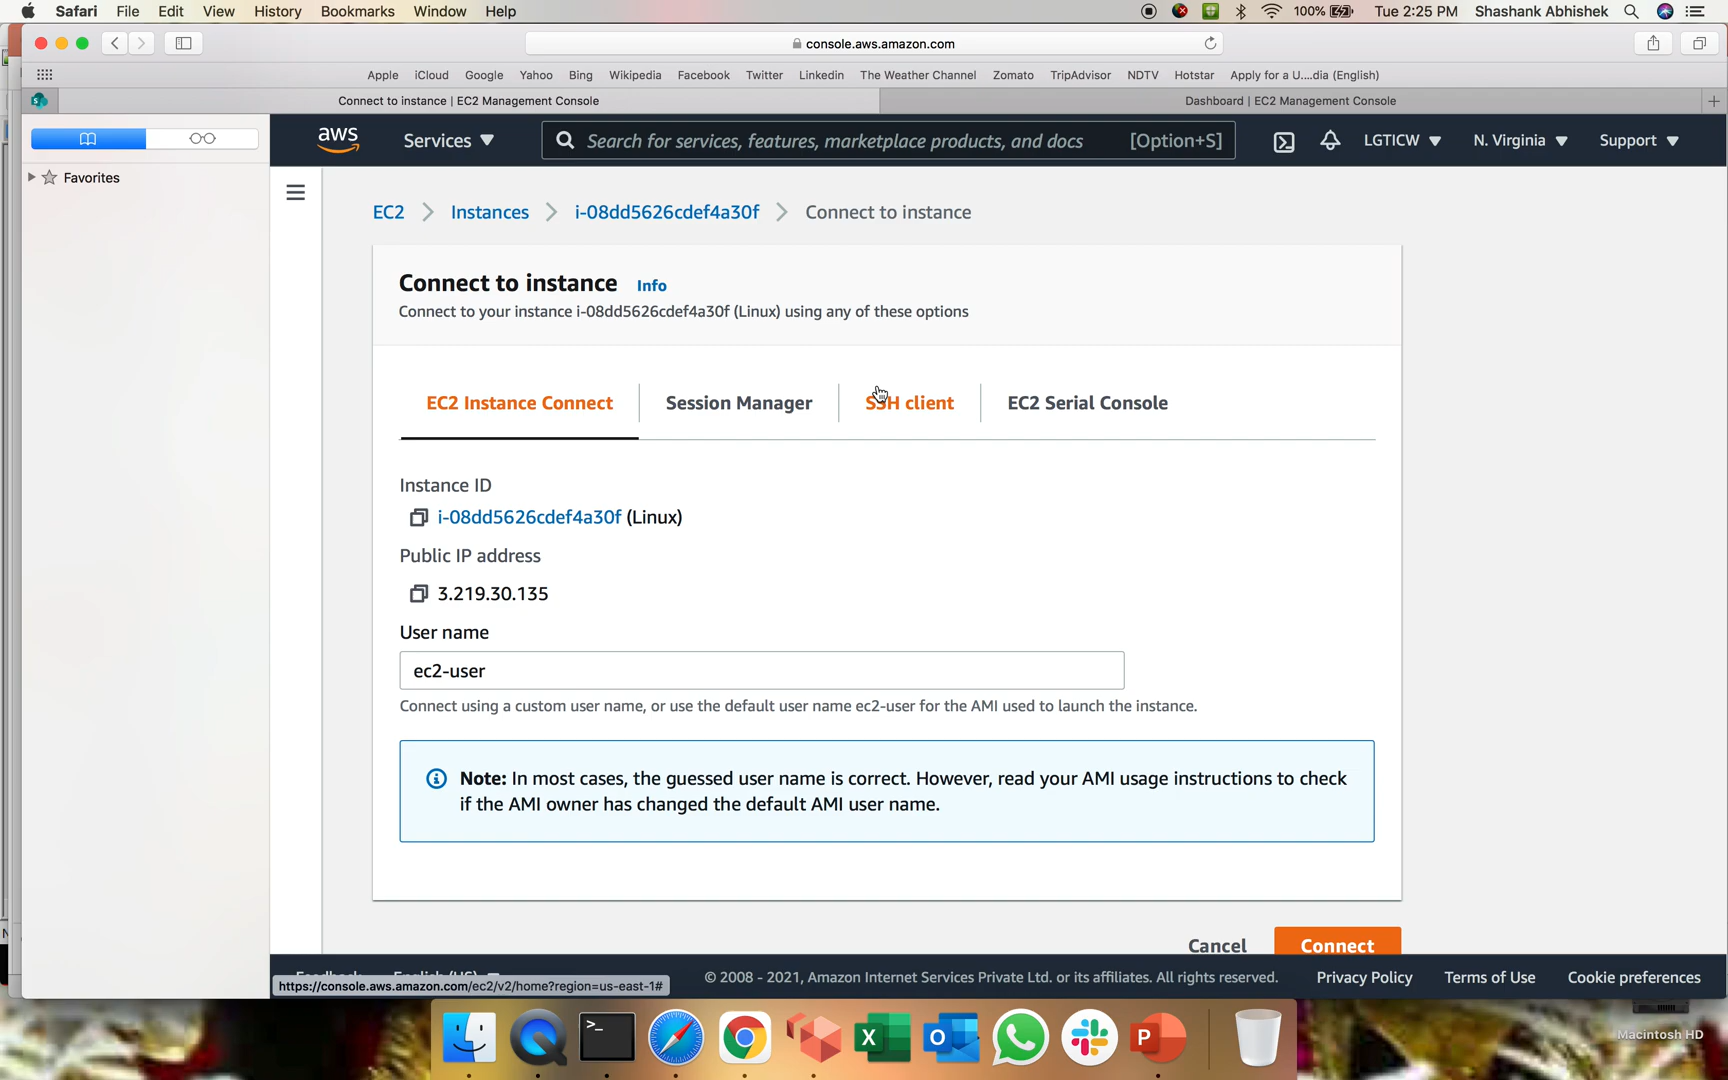 Safari File Edit View History Bookmarks Window Help 100% Tue 2:25 PM Shashank Abhishek
console.aws.amazon.com
Apple iCloud Google Yahoo Bing Wikipedia Facebook Twitter Linkedin The Weather Channel Zomato TripAdvisor NDTV Hotstar Apply for a U....dia (English)
S Connect to instance | EC2 Management Console Dashboard | EC2 Management Console
aws Services Search for services, features, marketplace products, and docs [Option+S] LGTICW N. Virginia Support
Favorites
EC2 Instances i-08dd5626cdef4a30f Connect to instance
Connect to instance Info
Connect to your instance i-08dd5626cdef4a30f (Linux) using any of these options
EC2 Instance Connect Session Manager SSH client EC2 Serial Console
Instance ID
i-08dd5626cdef4a30f (Linux)
Public IP address
3.219.30.135
User name
ec2-user
Connect using a custom user name, or use the default user name ec2-user for the AMI used to launch the instance.
Note: In most cases, the guessed user name is correct. However, read your AMI usage instructions to check
if the AMI owner has changed the default AMI user name.
Cancel Connect
Feedback English (US) © 2008 - 2021, Amazon Internet Services Private Ltd. or its affiliates. All rights reserved. Privacy Policy Terms of Use Cookie preferences
https://console.aws.amazon.com/ec2/v2/home?region=us-east-1#
Macintosh HD